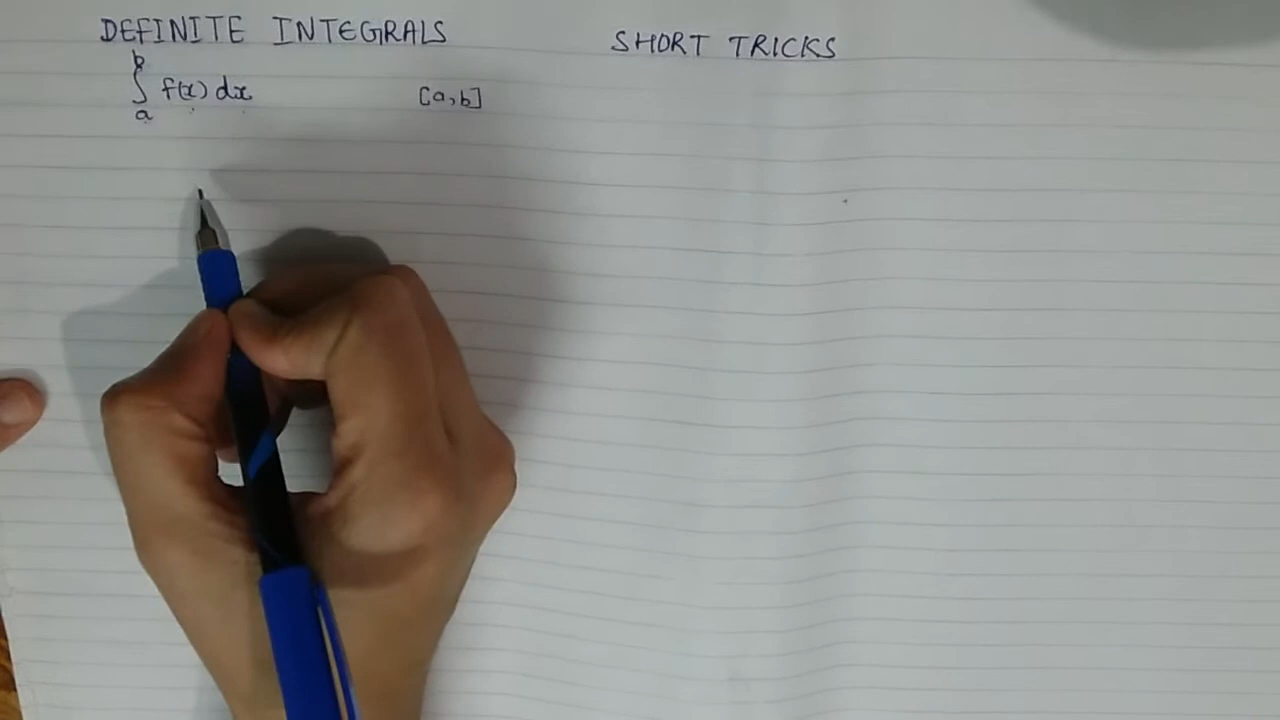 DEFINITE INTEGRALS
SHORT TRICKS
∫ₐᵇ f(x) dx [a,b]